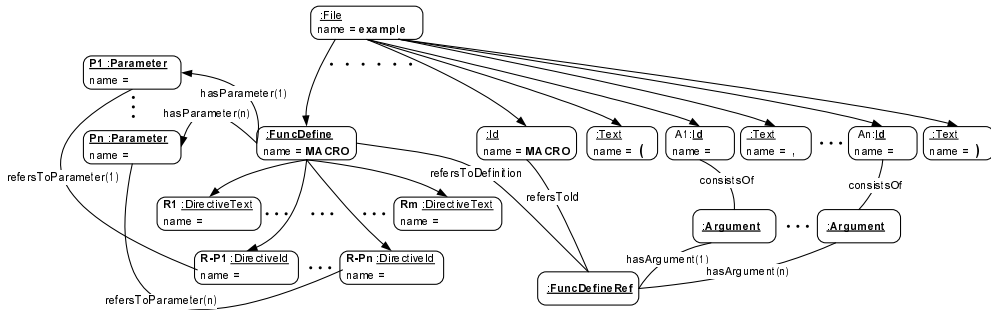 :File
name = example
P1 :Parameter
name =
hasParameter(1)
hasParameter(n)
Pn :Parameter
name =
:FuncDefine
name = MACRO
:Id
name = MACRO
:Text
name = (
A1:Id
name =
:Text
name = ,
An:Id
name =
:Text
name = )
refersToParameter(1)
refersToDefinition
refersToId
consistsOf
consistsOf
R1 :DirectiveText
name =
Rm :DirectiveText
name =
:Argument
:Argument
R-P1 :DirectiveId
name =
R-Pn :DirectiveId
name =
hasArgument(1)
hasArgument(n)
:FuncDefineRef
refersToParameter(n)